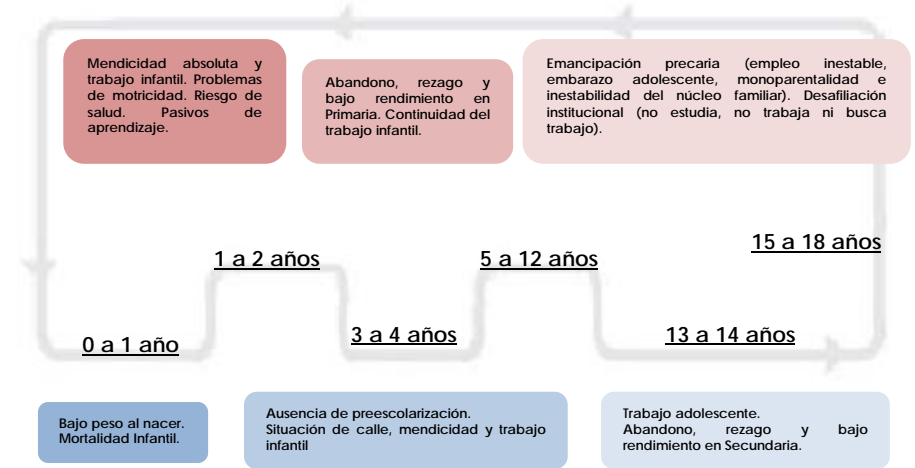 Mendicidad absoluta y
trabajo infantil. Problemas
de motricidad. Riesgo de
salud. Pasivos de
aprendizaje.
Abandono, rezago y
bajo rendimiento en
Primaria. Continuidad del
trabajo infantil.
Emancipación precaria (empleo inestable,
embarazo adolescente, monoparentalidad e
inestabilidad del núcleo familiar). Desafiliación
institucional (no estudia, no trabaja ni busca
trabajo).
15 a 18 años
1 a 2 años
5 a 12 años
0 a 1 año
3 a 4 años
13 a 14 años
Bajo peso al nacer.
Mortalidad Infantil.
Ausencia de preescolarización.
Situación de calle, mendicidad y trabajo
infantil
Trabajo adolescente.
Abandono, rezago y bajo
rendimiento en Secundaria.